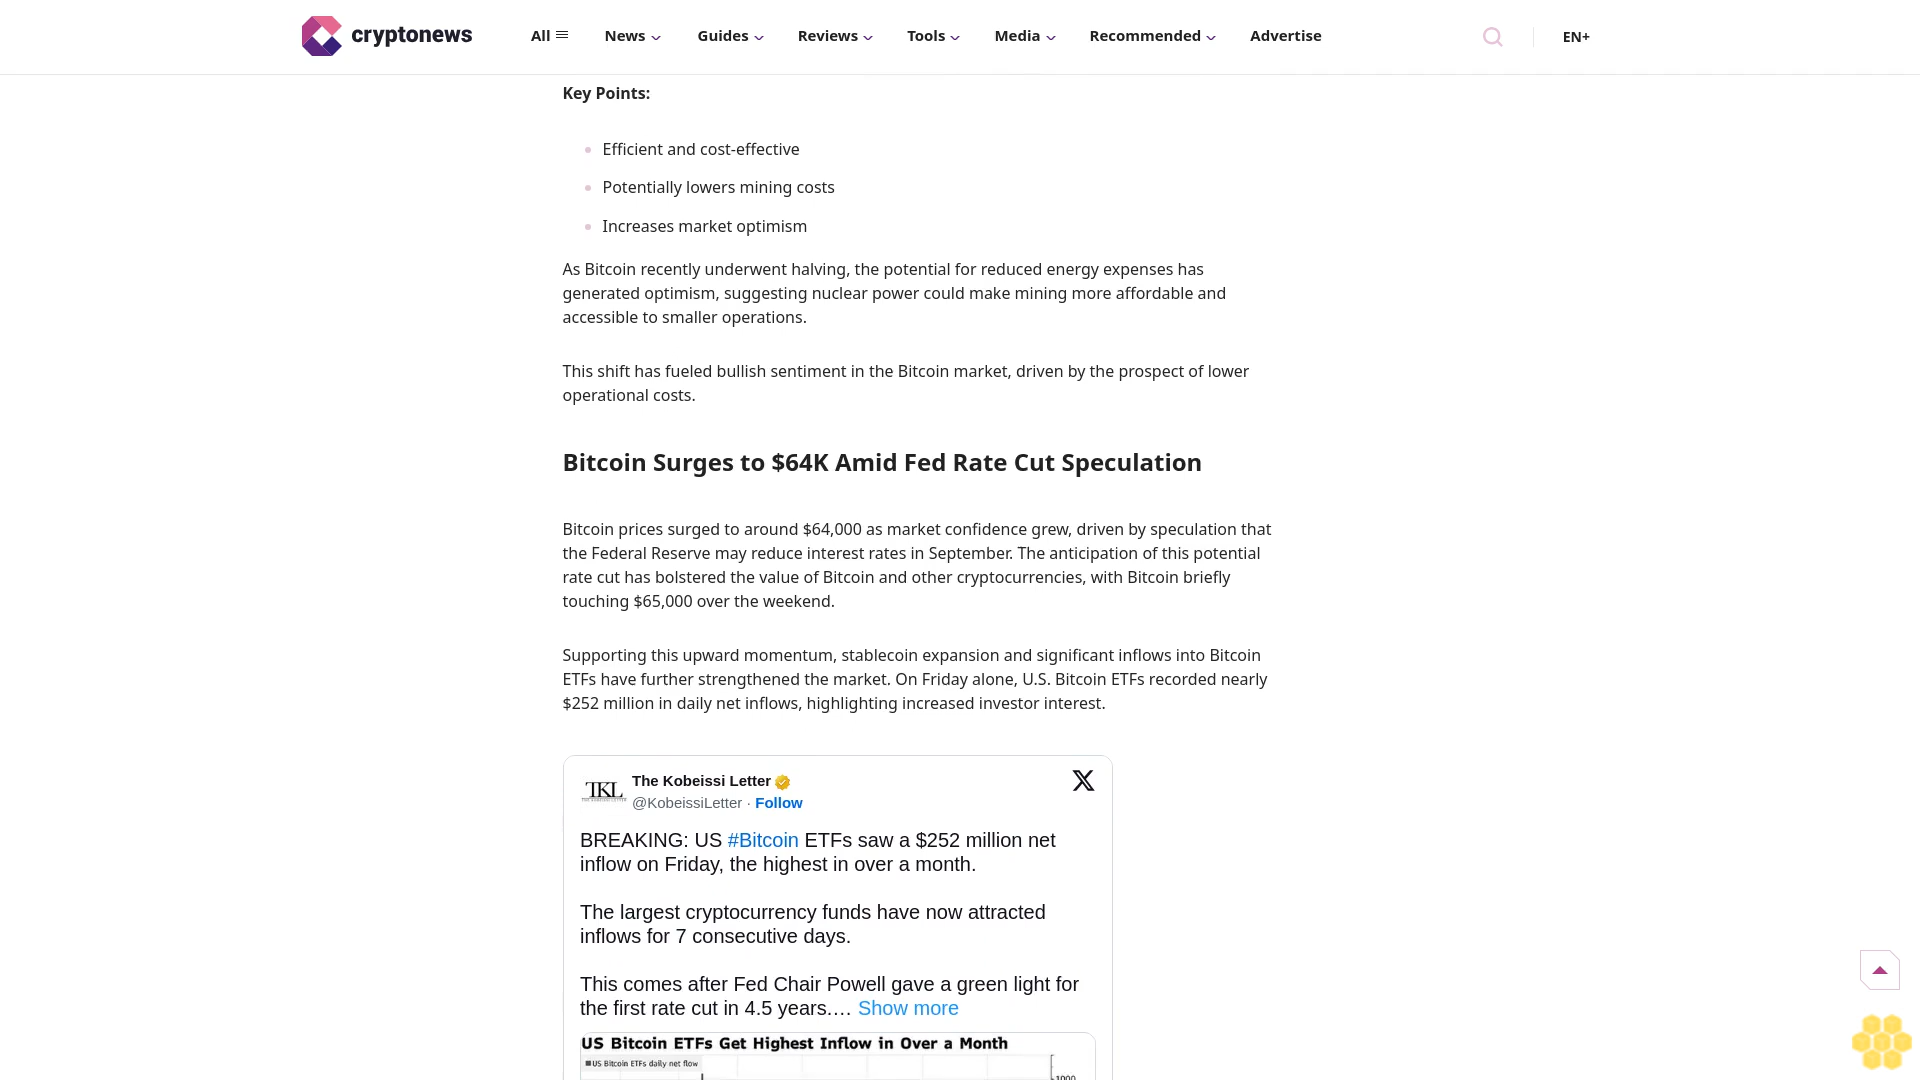 cryptonews
All
News
Guides
Reviews
Tools
Media
Recommended
Advertise
EN+
Key Points:
Efficient and cost-effective
Potentially lowers mining costs
Increases market optimism
As Bitcoin recently underwent halving, the potential for reduced energy expenses has
generated optimism, suggesting nuclear power could make mining more affordable and
accessible to smaller operations.
This shift has fueled bullish sentiment in the Bitcoin market, driven by the prospect of lower
operational costs.
Bitcoin Surges to $64K Amid Fed Rate Cut Speculation
Bitcoin prices surged to around $64,000 as market confidence grew, driven by speculation that
the Federal Reserve may reduce interest rates in September. The anticipation of this potential
rate cut has bolstered the value of Bitcoin and other cryptocurrencies, with Bitcoin briefly
touching $65,000 over the weekend.
Supporting this upward momentum, stablecoin expansion and significant inflows into Bitcoin
ETFs have further strengthened the market. On Friday alone, U.S. Bitcoin ETFs recorded nearly
$252 million in daily net inflows, highlighting increased investor interest.
TKL
THE KOBEISSI LETTER
The Kobeissi Letter
@KobeissiLetter · Follow
BREAKING: US #Bitcoin ETFs saw a $252 million net
inflow on Friday, the highest in over a month.
The largest cryptocurrency funds have now attracted
inflows for 7 consecutive days.
This comes after Fed Chair Powell gave a green light for
the first rate cut in 4.5 years.… Show more
US Bitcoin ETFs Get Highest Inflow in Over a Month
US Bitcoin ETFs daily net flow
1000